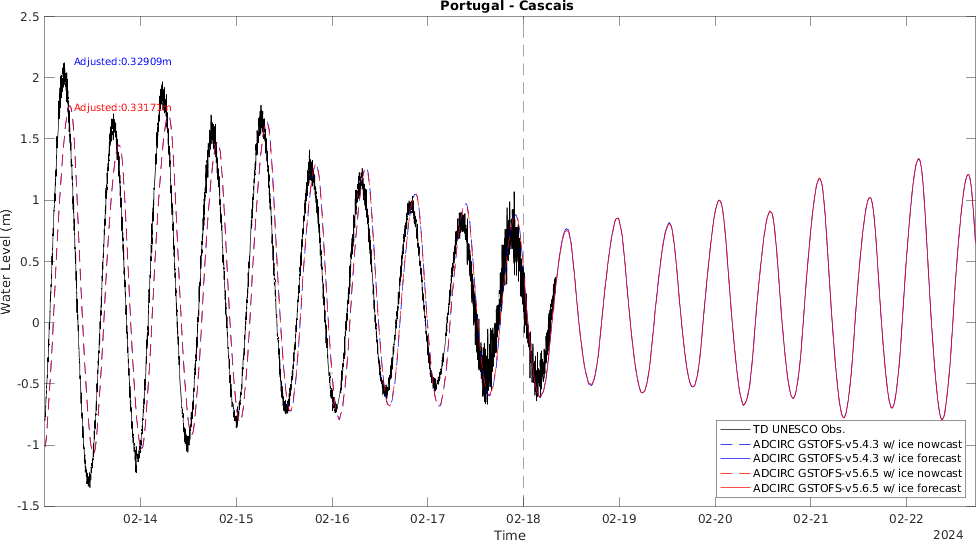 Portugal - Cascais
2.5
2
1.5
1
0.5
0
-0.5
-1
-1.5
Water Level (m)
Adjusted:0.32909m
Adjusted:0.33171m
TD UNESCO Obs.
ADCIRC GSTOFS-v5.4.3 w/ ice nowcast
ADCIRC GSTOFS-v5.4.3 w/ ice forecast
ADCIRC GSTOFS-v5.6.5 w/ ice nowcast
ADCIRC GSTOFS-v5.6.5 w/ ice forecast
02-14 02-15 02-16 02-17 02-18 02-19 02-20 02-21 02-22
Time
2024